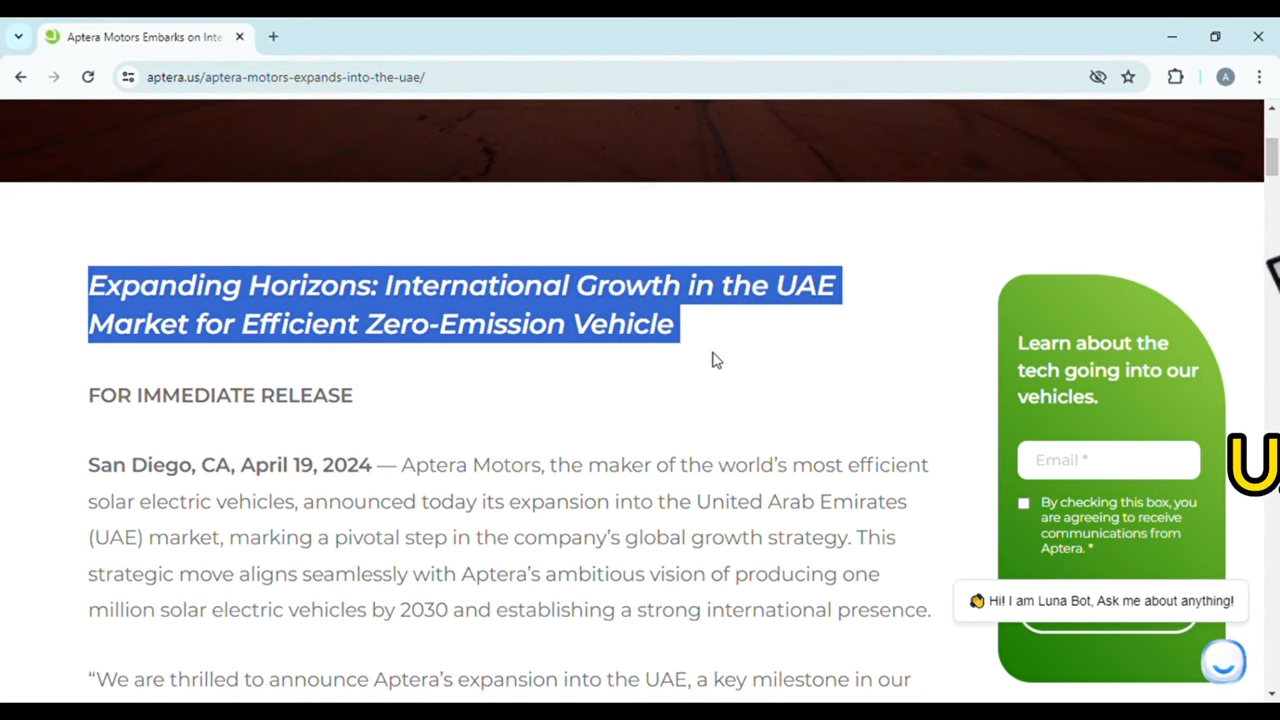 Aptera Motors Embarks on Inte
aptera.us/aptera-motors-expands-into-the-uae/
A
Expanding Horizons: International Growth in the UAE
Market for Efficient Zero-Emission Vehicle
FOR IMMEDIATE RELEASE
San Diego, CA, April 19, 2024 — Aptera Motors, the maker of the world’s most efficient
solar electric vehicles, announced today its expansion into the United Arab Emirates
(UAE) market, marking a pivotal step in the company’s global growth strategy. This
strategic move aligns seamlessly with Aptera’s ambitious vision of producing one
million solar electric vehicles by 2030 and establishing a strong international presence.
“We are thrilled to announce Aptera’s expansion into the UAE, a key milestone in our
Learn about the
tech going into our
vehicles.
Email *
By checking this box, you
are agreeing to receive
communications from
Aptera. *
Hi! I am Luna Bot, Ask me about anything!
U